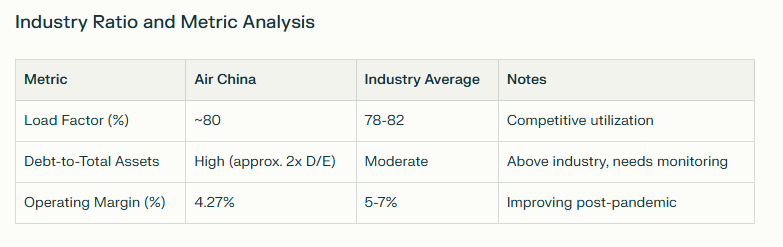 Industry Ratio and Metric Analysis
Metric Air China Industry Average Notes
Load Factor (%) ~80 78-82 Competitive utilization
Debt-to-Total Assets High (approx. 2x D/E) Moderate Above industry, needs monitoring
Operating Margin (%) 4.27% 5-7% Improving post-pandemic